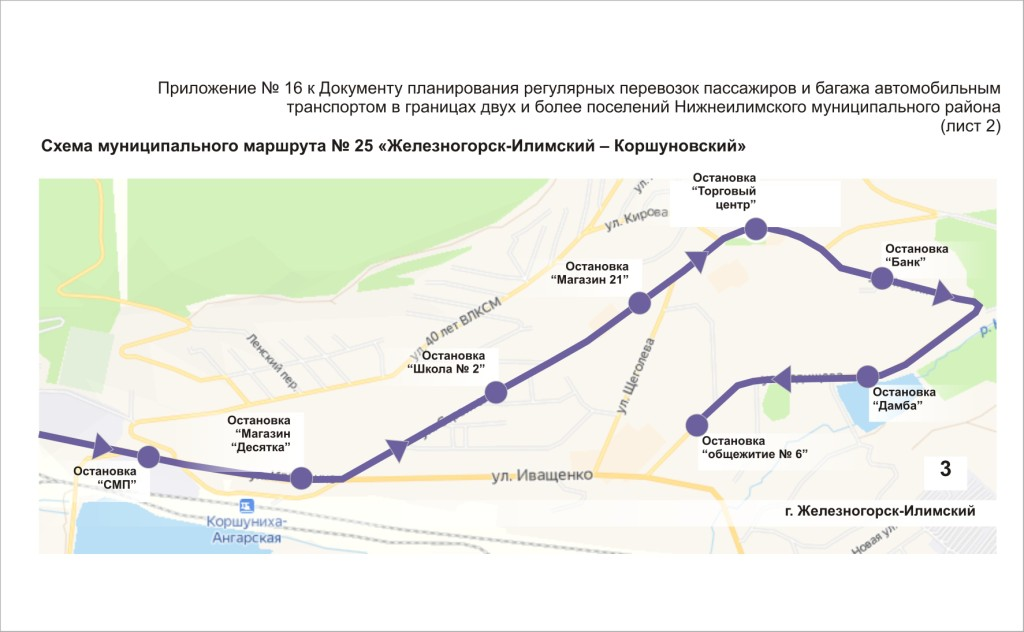 Приложение № 16 к Документу планирования регулярных перевозок пассажиров и багажа автомобильным
транспортом в границах двух и более поселений Нижнеилимского муниципального района
(лист 2)
Схема муниципального маршрута № 25 «Железногорск-Илимский – Коршуновский»
Остановка
“Торговый
центр”
ул. Кирова
Остановка
“Банк”
Остановка
“Магазин 21”
ул. 40 лет ВЛКСМ
Ленский пер.
Остановка
“Школа № 2”
ул. Щеголева
Остановка
“Дамба”
Остановка
“Магазин
“Десятка”
Остановка
“общежитие № 6”
Остановка
“СМП”
ул. Иващенко
3
Коршуниха-
Ангарская
г. Железногорск-Илимский
Новая ул.